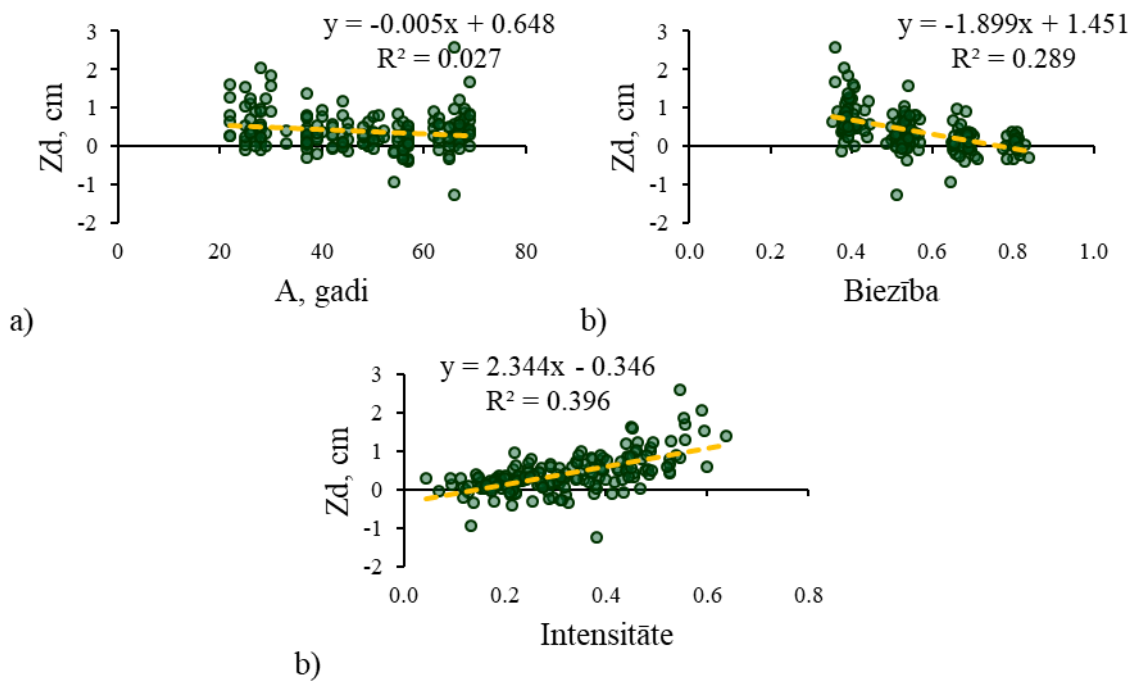 y = -0.005x + 0.648
R² = 0.027
3
2
1
0
-1
-2
Zd, cm
0 20 40 60 80
A, gadi
a)
y = -1.899x + 1.451
R² = 0.289
3
2
1
0
-1
-2
Zd, cm
0.0 0.2 0.4 0.6 0.8 1.0
Biezība
b)
y = 2.344x - 0.346
R² = 0.396
3
2
1
0
-1
-2
Zd, cm
0.0 0.2 0.4 0.6 0.8
Intensitāte
b)